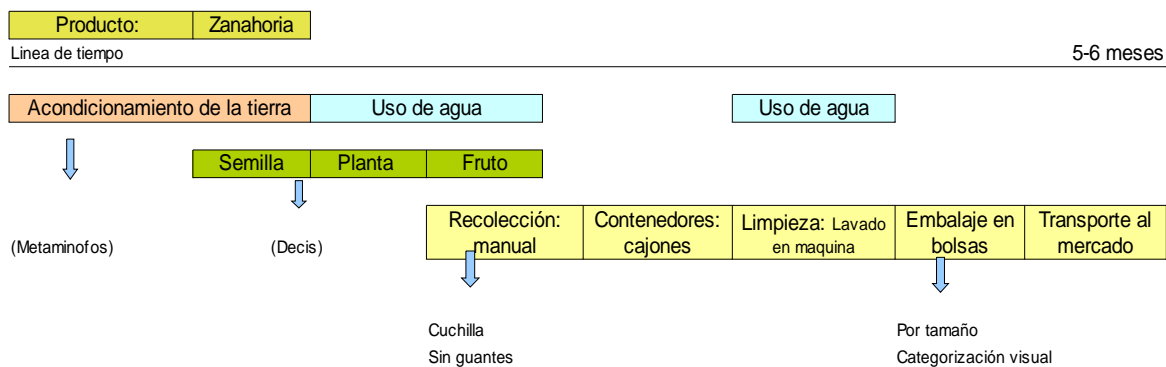 Producto: Zanahoria
Linea de tiempo 5-6 meses
Acondicionamiento de la tierra Uso de agua Uso de agua
Semilla Planta Fruto
Recolección: manual
Contenedores: cajones
Limpieza: Lavado en maquina
Embalaje en bolsas
Transporte al mercado
(Metaminofos) (Decis)
Cuchilla Por tamaño
Sin guantes Categorización visual